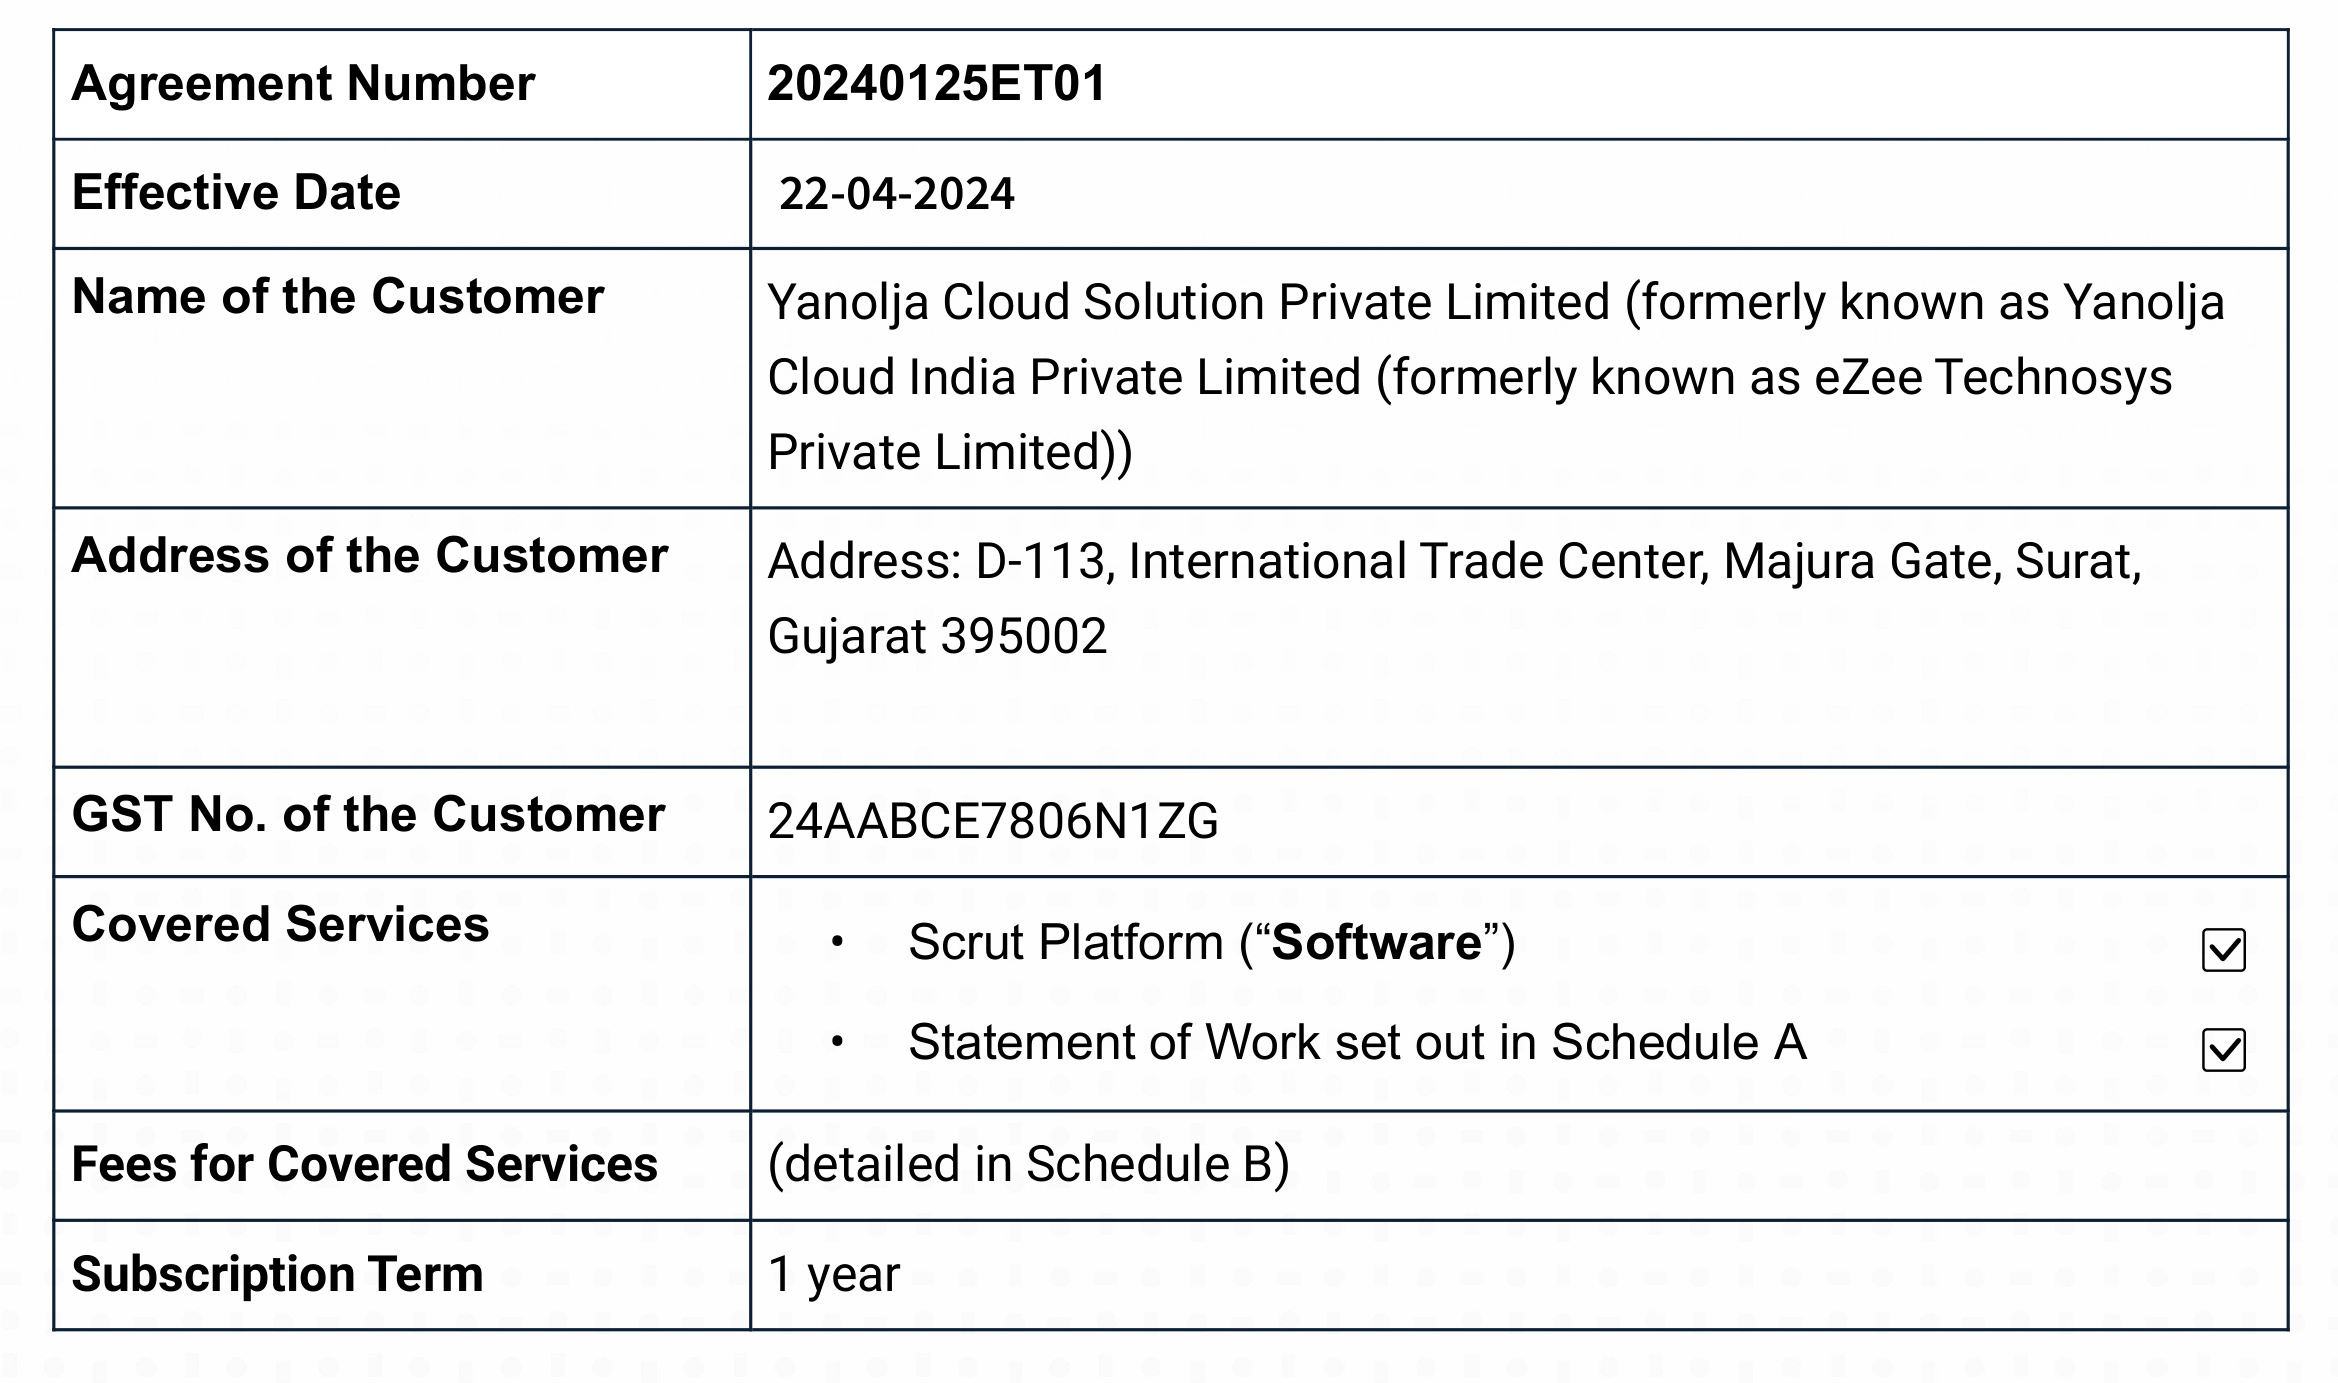 Agreement Number
20240125ET01
Effective Date
22-04-2024
Name of the Customer
Yanolja Cloud Solution Private Limited (formerly known as Yanolja
Cloud India Private Limited (formerly known as eZee Technosys
Private Limited))
Address of the Customer
Address: D-113, International Trade Center, Majura Gate, Surat,
Gujarat 395002
GST No. of the Customer
24AABCE7806N1ZG
Covered Services
• Scrut Platform (“Software”) ☑
• Statement of Work set out in Schedule A ☑
Fees for Covered Services
(detailed in Schedule B)
Subscription Term
1 year